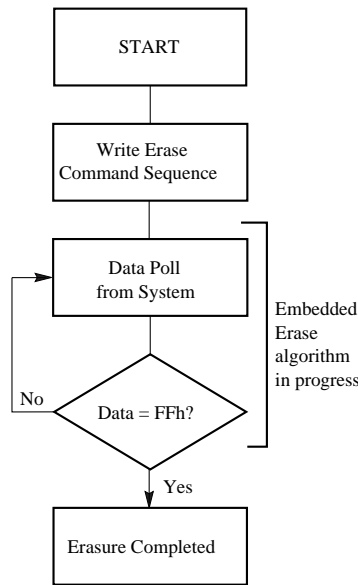 START
Write Erase
Command Sequence
Data Poll
from System
Embedded
Erase
algorithm
in progress
Data = FFh?
No
Yes
Erasure Completed